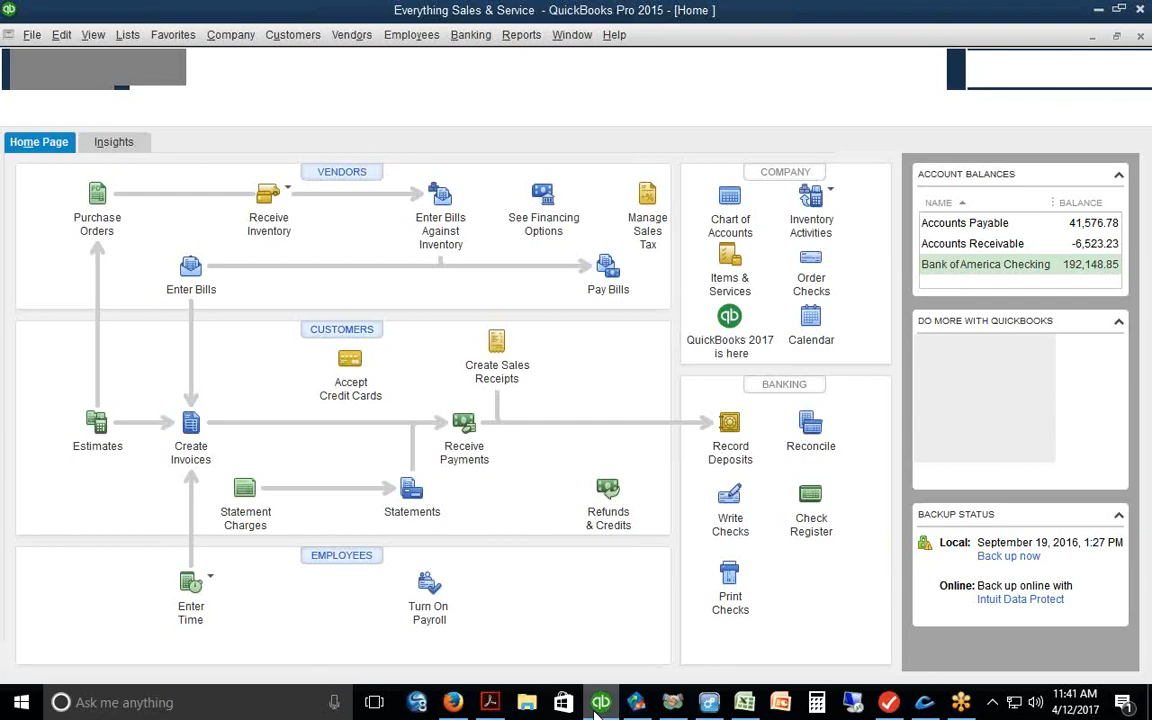 Everything Sales & Service - QuickBooks Pro 2015 - [Home ]
File Edit View Lists Favorites Company Customers Vendors Employees Banking Reports Window Help
Home Page Insights
VENDORS
Purchase
Orders
Receive
Inventory
Enter Bills
Against
Inventory
See Financing
Options
Manage
Sales
Tax
Enter Bills
Pay Bills
CUSTOMERS
Accept
Credit Cards
Create Sales
Receipts
Estimates
Create
Invoices
Receive
Payments
Statement
Charges
Statements
Refunds
& Credits
EMPLOYEES
Enter
Time
Turn On
Payroll
COMPANY
Chart of
Accounts
Inventory
Activities
Items &
Services
Order
Checks
qb
QuickBooks 2017
is here
Calendar
BANKING
Record
Deposits
Reconcile
Write
Checks
Check
Register
Print
Checks
ACCOUNT BALANCES
NAME BALANCE
Accounts Payable 41,576.78
Accounts Receivable -6,523.23
Bank of America Checking 192,148.85
DO MORE WITH QUICKBOOKS
BACKUP STATUS
Local: September 19, 2016, 1:27 PM
Back up now
Online: Back up online with
Intuit Data Protect
Ask me anything
qb
11:41 AM
4/12/2017
1